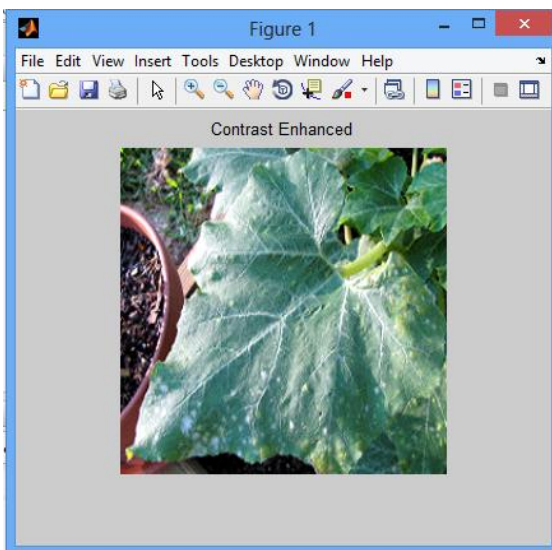 Figure 1
File Edit View Insert Tools Desktop Window Help
Contrast Enhanced